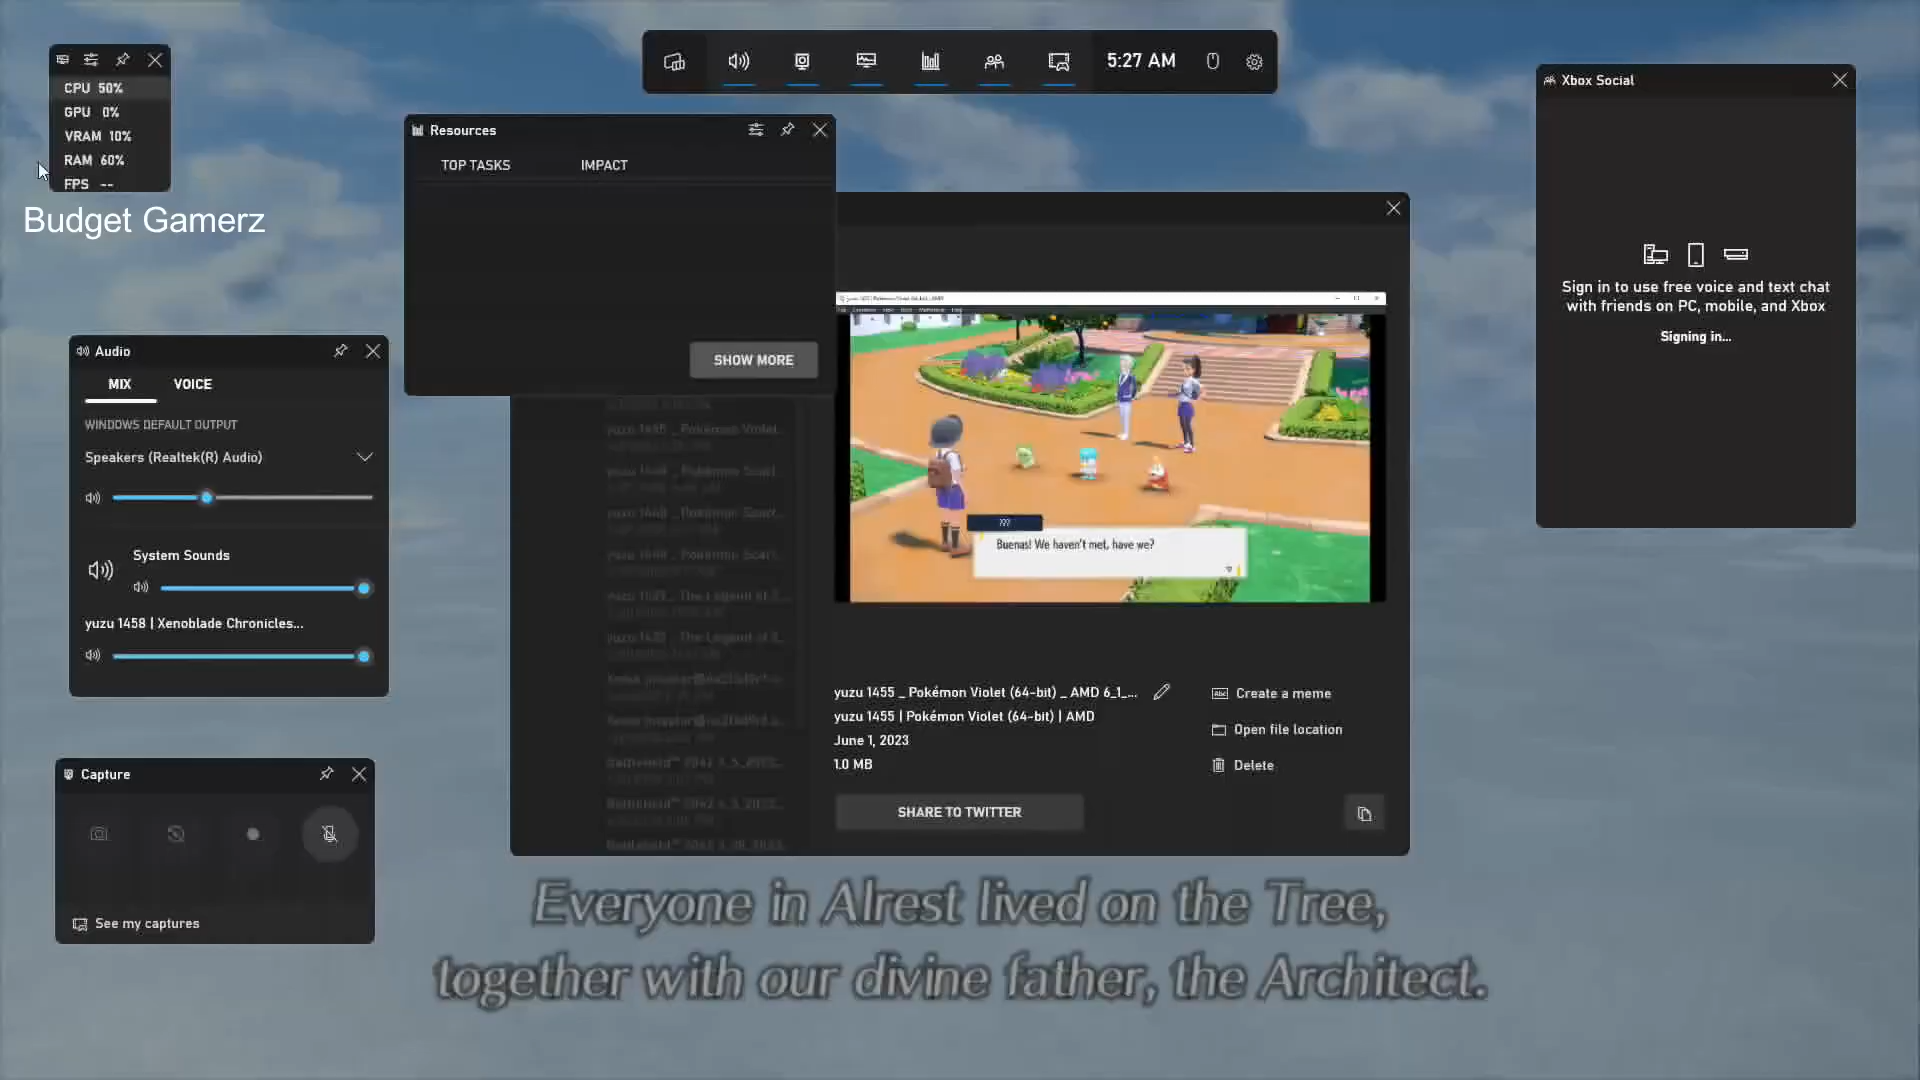 5:27 AM
CPU 50%
GPU 0%
VRAM 10%
RAM 60%
FPS --
Budget Gamerz
Resources
TOP TASKS IMPACT
SHOW MORE
Xbox Social
Sign in to use free voice and text chat
with friends on PC, mobile, and Xbox
Signing in...
Audio
MIX VOICE
WINDOWS DEFAULT OUTPUT
Speakers (Realtek(R) Audio)
System Sounds
yuzu 1458 | Xenoblade Chronicles...
Capture
See my captures
yuzu 1455 _ Pokémon Violet...
???
Buenas! We haven't met, have we?
yuzu 1455 _ Pokémon Violet (64-bit) _ AMD 6_1_...
yuzu 1455 | Pokémon Violet (64-bit) | AMD
June 1, 2023
1.0 MB
Create a meme
Open file location
Delete
SHARE TO TWITTER
Everyone in Alrest lived on the Tree,
together with our divine father, the Architect.